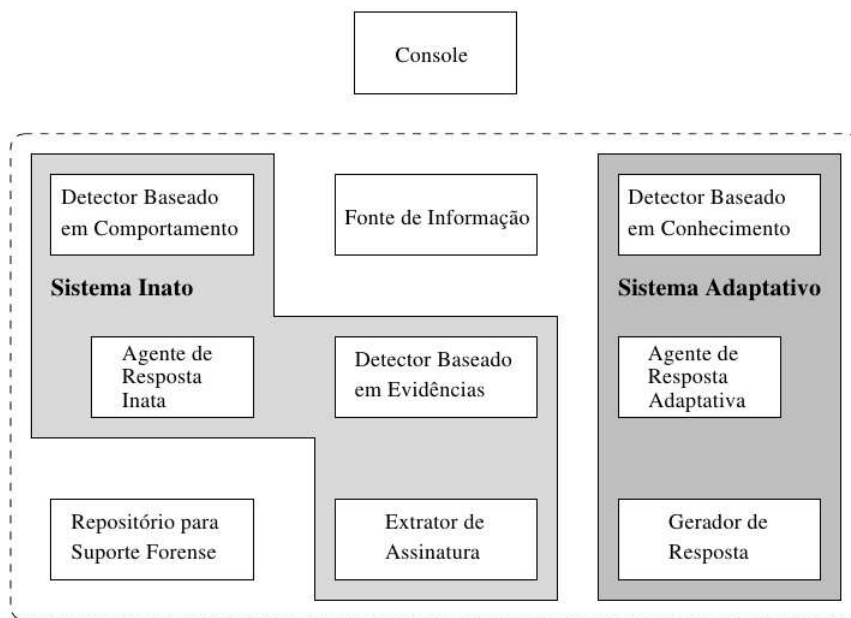 Console
Detector Baseado
em Comportamento
Fonte de Informação
Detector Baseado
em Conhecimento
Sistema Inato
Sistema Adaptativo
Agente de
Resposta
Inata
Detector Baseado
em Evidências
Agente de
Resposta
Adaptativa
Repositório para
Suporte Forense
Extrator de
Assinatura
Gerador de
Resposta